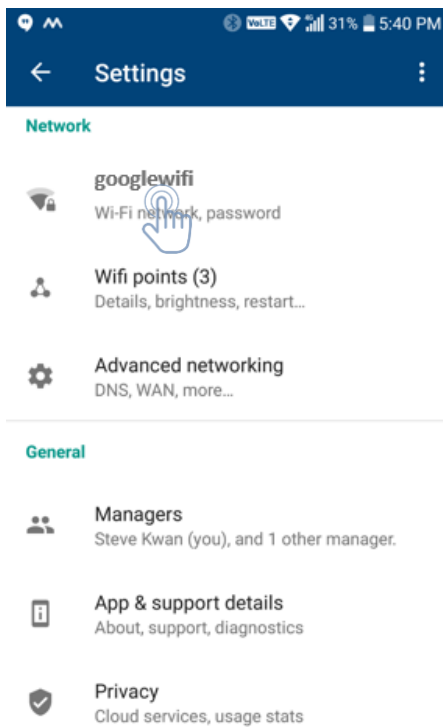 VoLTE 4G 31% 5:40 PM
Settings
Network
googlewifi
Wi-Fi network, password
Wifi points (3)
Details, brightness, restart...
Advanced networking
DNS, WAN, more...
General
Managers
Steve Kwan (you), and 1 other manager.
App & support details
About, support, diagnostics
Privacy
Cloud services, usage stats